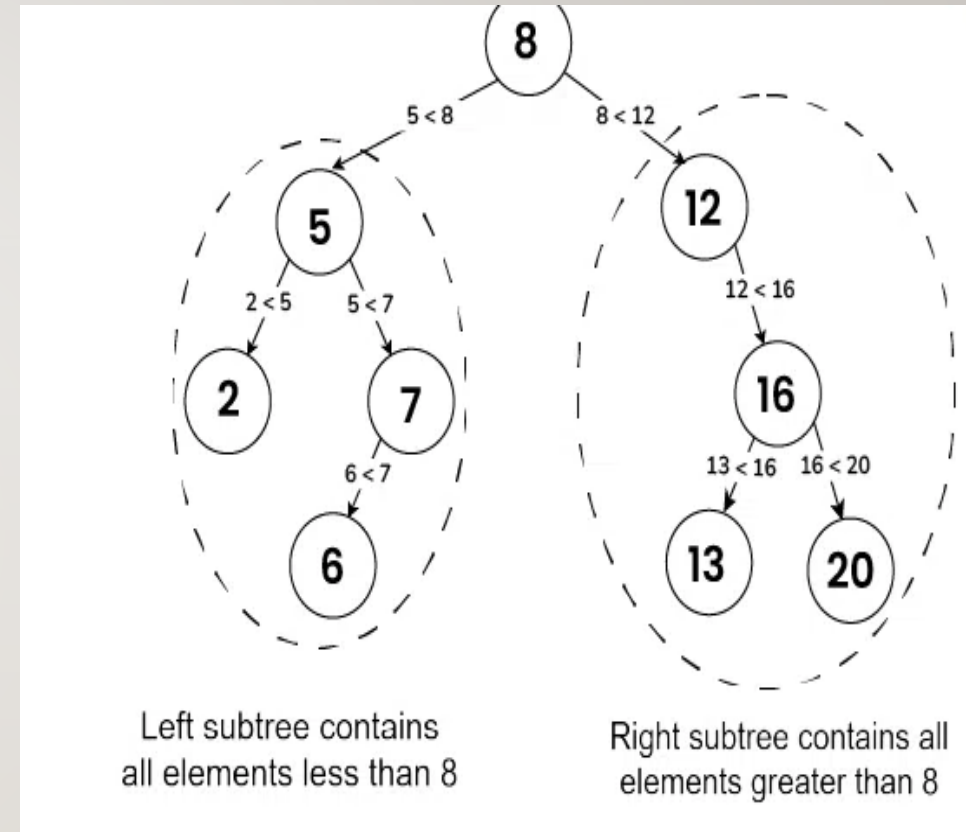 8
5 < 8
8 < 12
5
12
2 < 5
5 < 7
12 < 16
2
7
16
6 < 7
13 < 16
16 < 20
6
13
20
Left subtree contains
all elements less than 8
Right subtree contains all
elements greater than 8